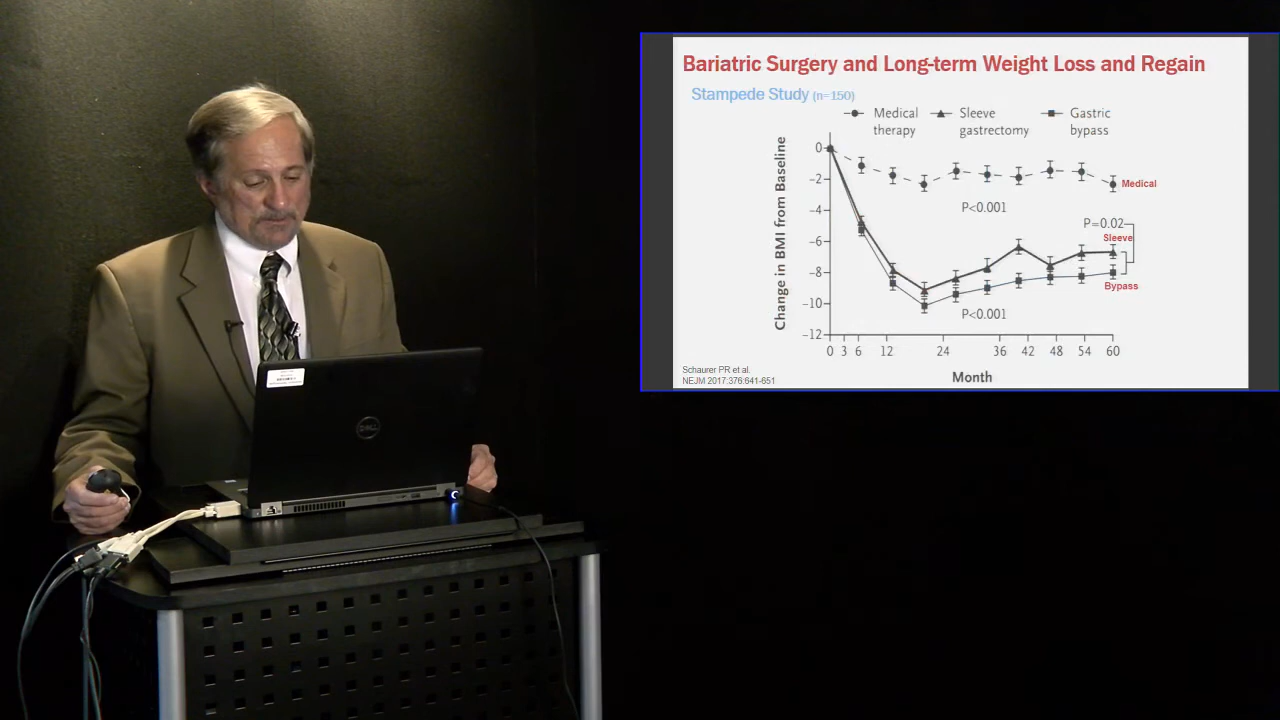 Bariatric Surgery and Long-term Weight Loss and Regain
Stampede Study (n=150)
Medical therapy
Sleeve gastrectomy
Gastric bypass
Change in BMI from Baseline
0
−2
−4
−6
−8
−10
−12
Medical
P<0.001
P=0.02
Sleeve
Bypass
P<0.001
0 3 6 12 24 36 42 48 54 60
Month
Schaurer PR et al.
NEJM 2017:376:641-651
DELL